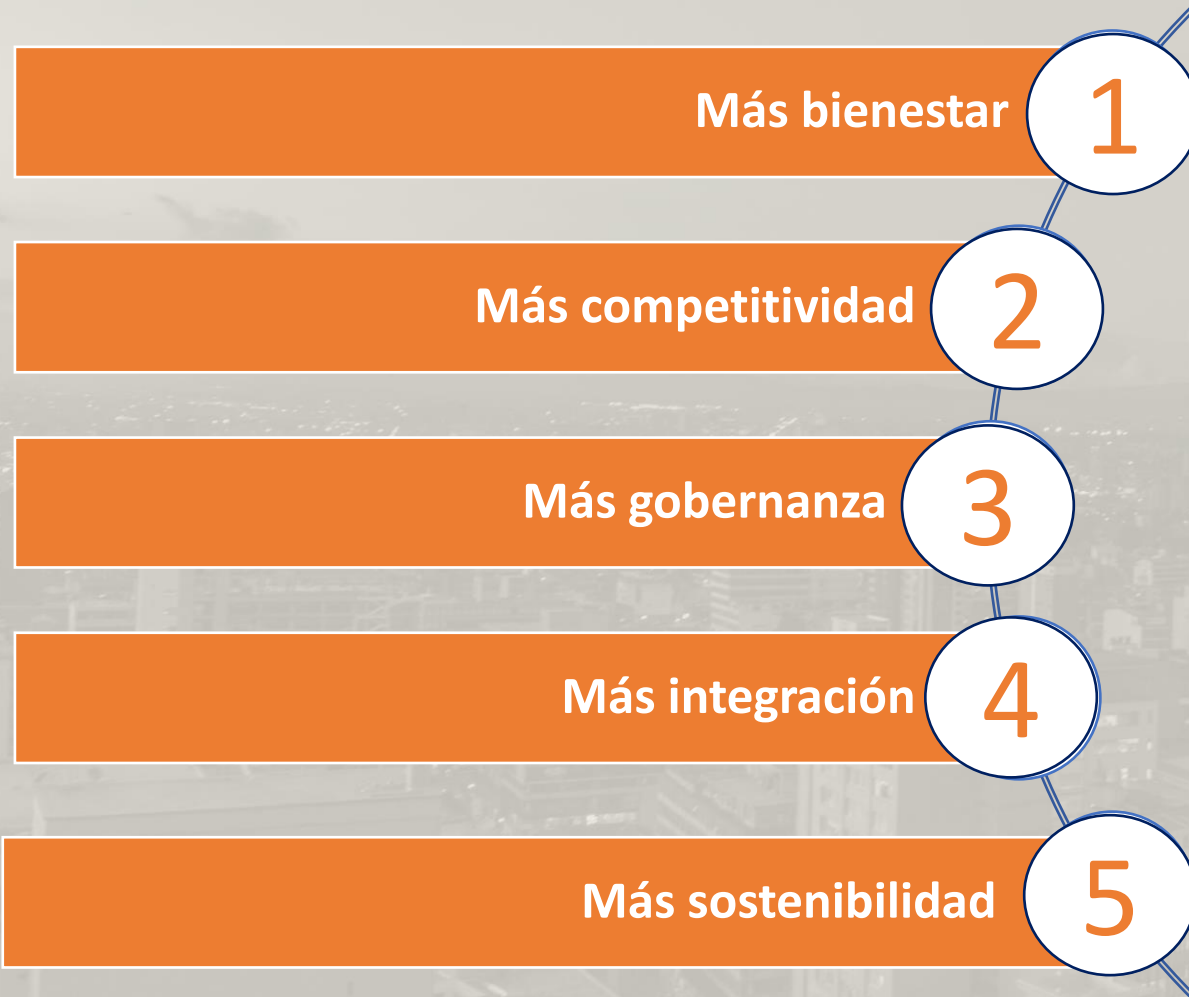 Más bienestar 1
Más competitividad 2
Más gobernanza 3
Más integración 4
Más sostenibilidad 5